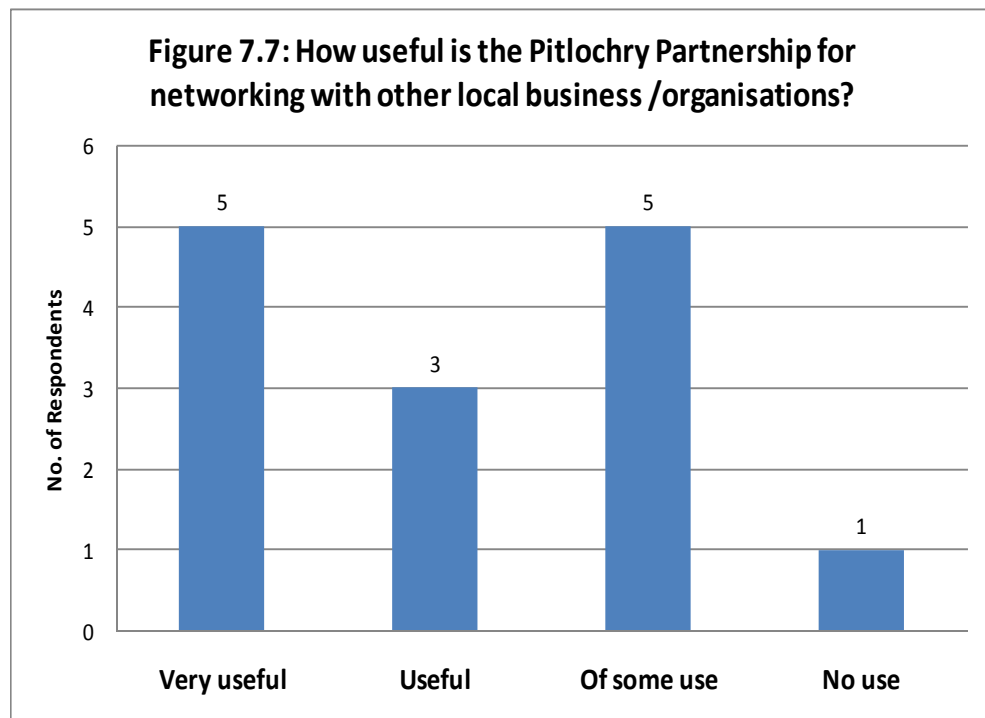 Figure 7.7: How useful is the Pitlochry Partnership for
networking with other local business /organisations?
6
5
4
3
2
1
0
No. of Respondents
5
3
5
1
Very useful
Useful
Of some use
No use